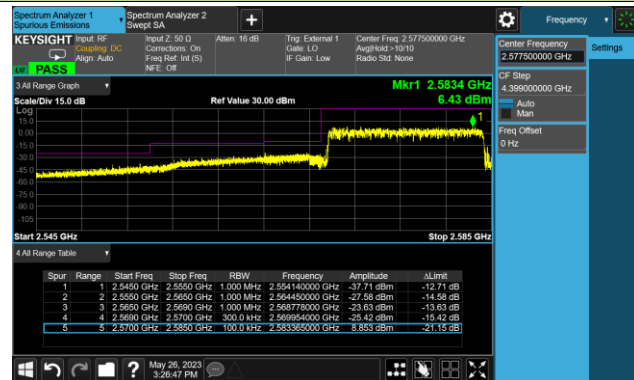 Spectrum Analyzer 1
Spurious Emissions
Spectrum Analyzer 2
Swept SA
+
Frequency
KEYSIGHT
Input: RF
Coupling: DC
Align: Auto
Input Z: 50 Ω
Corrections: On
Freq Ref: Int (S)
NFE: Off
Atten: 16 dB
Trig: External 1
Gate: LO
IF Gain: Low
Center Freq: 2.577500000 GHz
Avg|Hold:>10/10
Radio Std: None
PASS
Center Frequency
2.577500000 GHz
Settings
CF Step
4.399000000 GHz
Auto
Man
Freq Offset
0 Hz
3 All Range Graph
Mkr1 2.5834 GHz
6.43 dBm
Scale/Div 15.0 dB
Ref Value 30.00 dBm
Log
15.0
0.00
-15.0
-30.0
-45.0
-60.0
-75.0
-90.0
-105
1
Start 2.545 GHz
Stop 2.585 GHz
4 All Range Table
Spur Range Start Freq Stop Freq RBW Frequency Amplitude ΔLimit
1 1 2.5450 GHz 2.5550 GHz 1.000 MHz 2.554140000 GHz -37.71 dBm -12.71 dB
2 2 2.5550 GHz 2.5650 GHz 1.000 MHz 2.564450000 GHz -27.58 dBm -14.58 dB
3 3 2.5650 GHz 2.5690 GHz 1.000 MHz 2.568778000 GHz -23.63 dBm -13.63 dB
4 4 2.5690 GHz 2.5700 GHz 300.0 kHz 2.569954000 GHz -25.42 dBm -15.42 dB
5 5 2.5700 GHz 2.5850 GHz 100.0 kHz 2.583365000 GHz 8.853 dBm -21.15 dB
?
May 26, 2023
3:26:47 PM